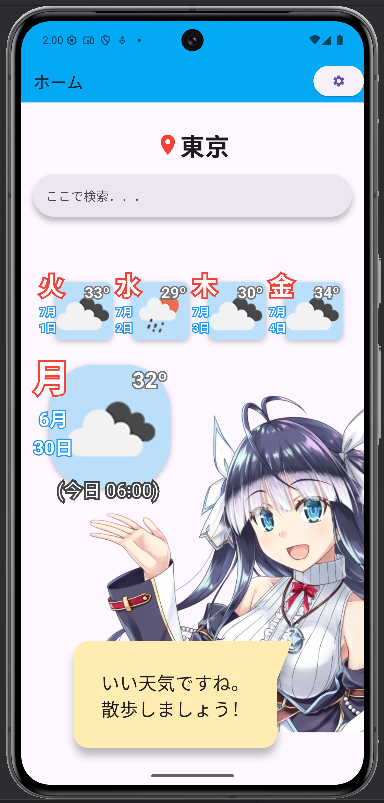 2:00
ホーム
東京
ここで検索．．．
火 33° 水 29° 木 30° 金 34°
7月 7月 7月 7月
1日 2日 3日 4日
月 32°
6月
30日
(今日 06:00)
いい天気ですね。
散歩しましょう!